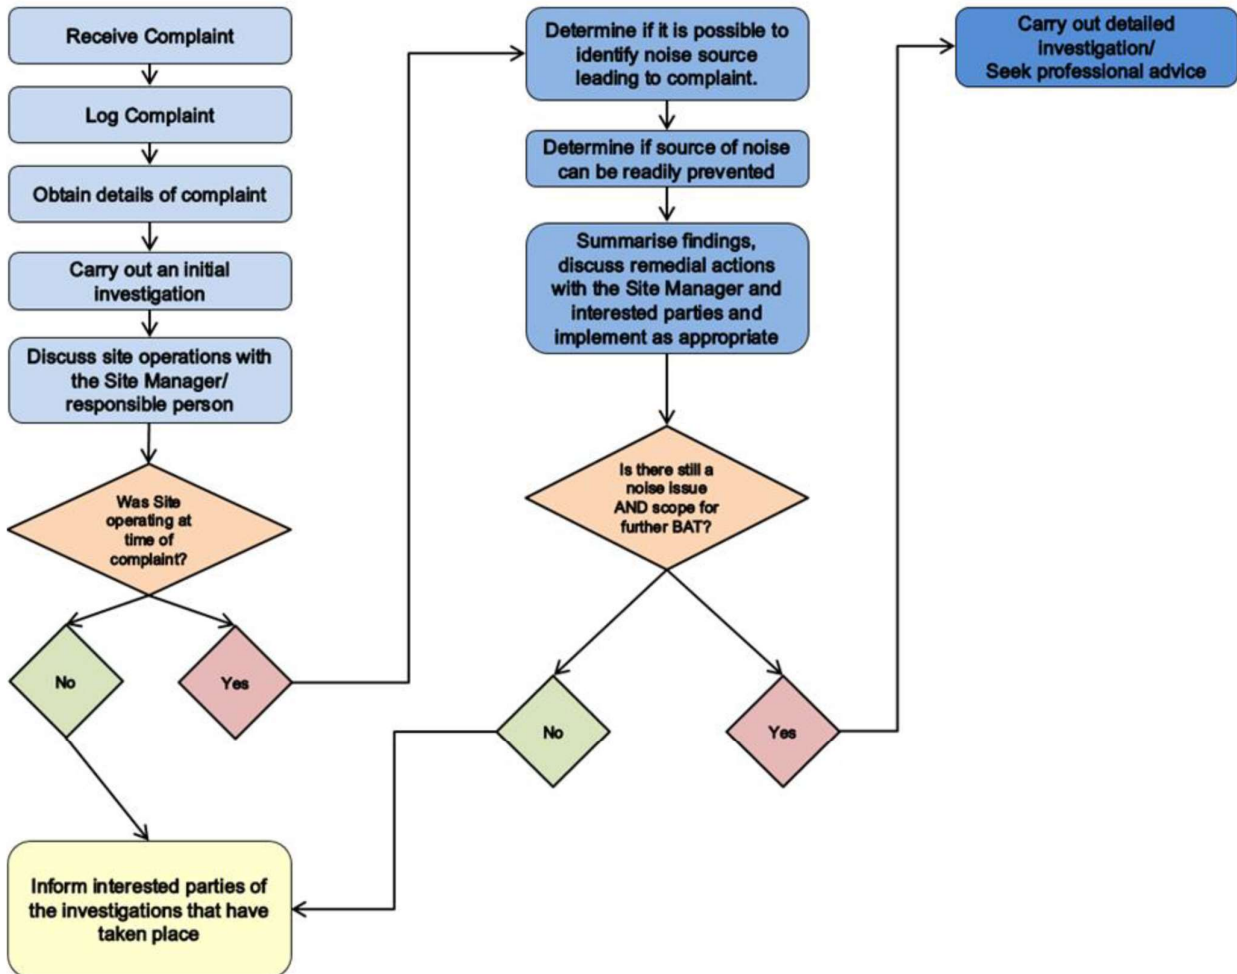 Receive Complaint
Log Complaint
Obtain details of complaint
Carry out an initial
investigation
Discuss site operations with
the Site Manager/
responsible person
Was Site
operating at
time of
complaint?
No
Yes
Inform interested parties of
the investigations that have
taken place
Determine if it is possible to
identify noise source
leading to complaint.
Determine if source of noise
can be readily prevented
Summarise findings,
discuss remedial actions
with the Site Manager and
interested parties and
implement as appropriate
Is there still a
noise issue
AND scope for
further BAT?
No
Yes
Carry out detailed
investigation/
Seek professional advice